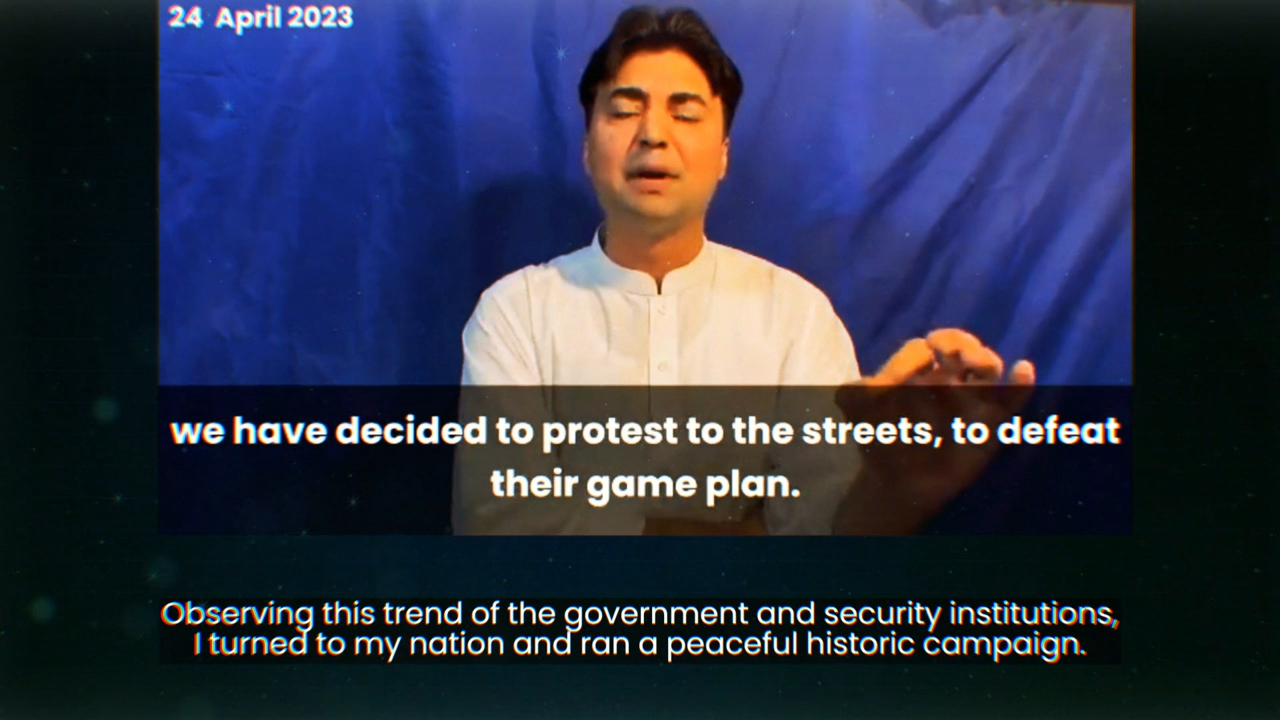 24 April 2023
we have decided to protest to the streets, to defeat
their game plan.
Observing this trend of the government and security institutions,
I turned to my nation and ran a peaceful historic campaign.